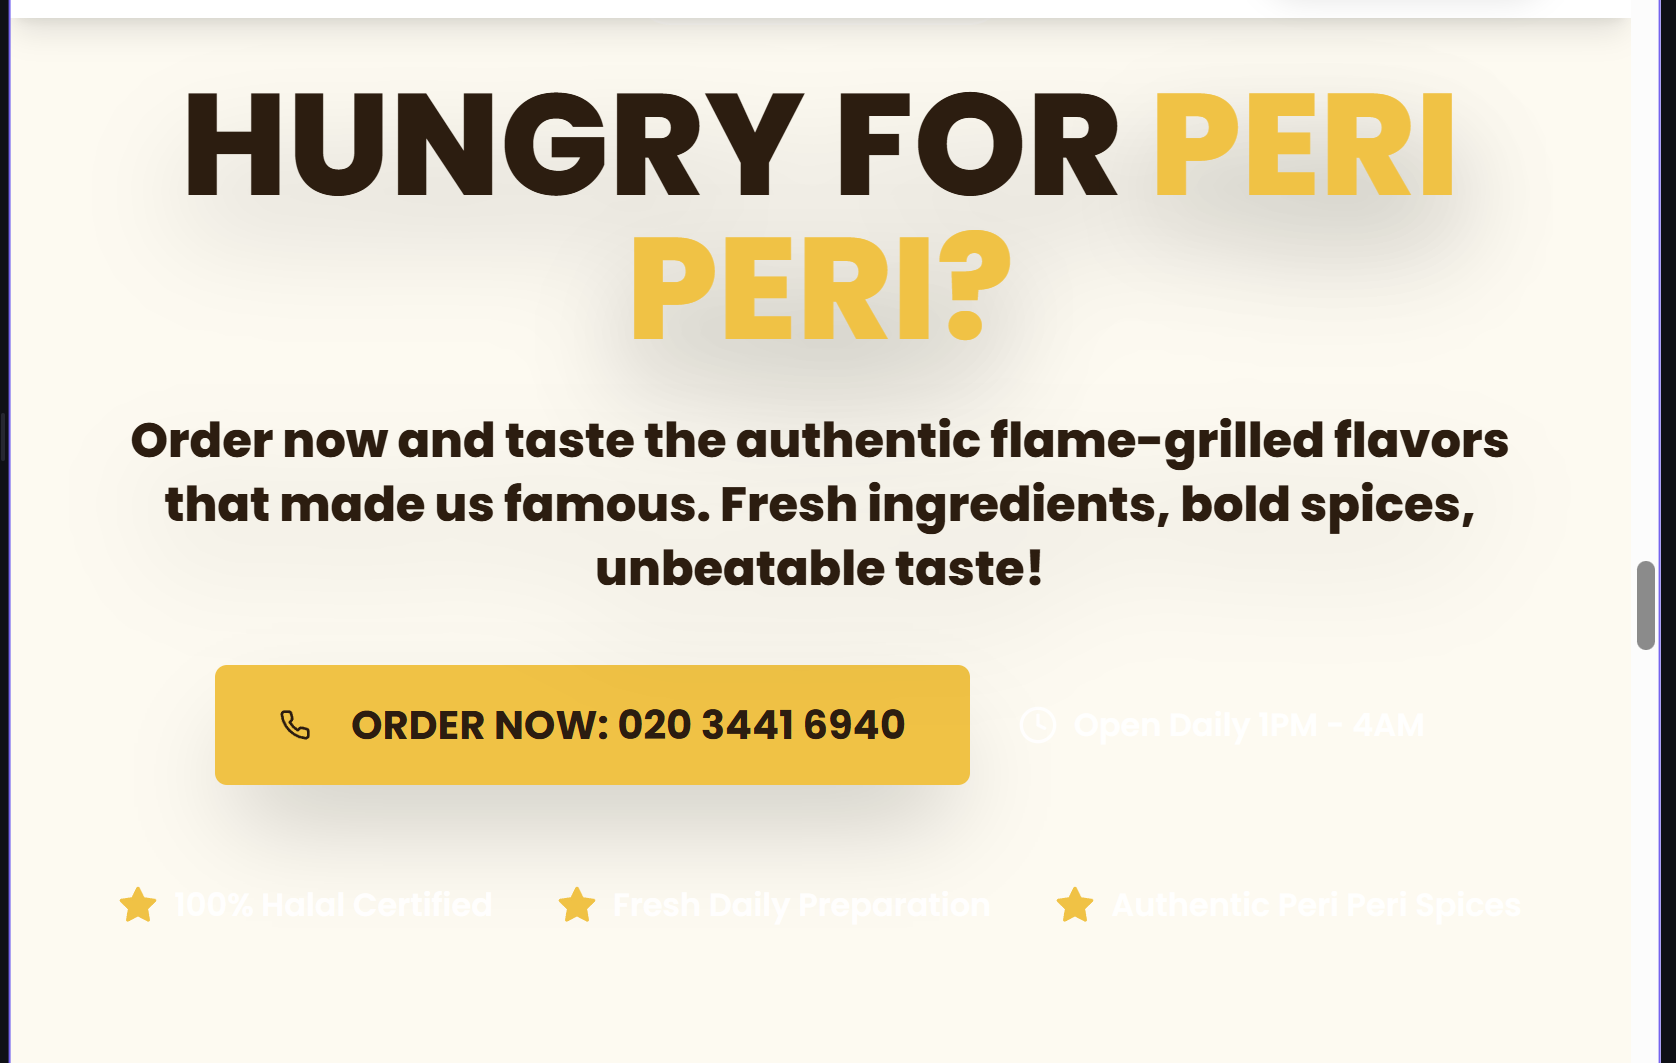 HUNGRY FOR PERI
PERI?
Order now and taste the authentic flame-grilled flavors
that made us famous. Fresh ingredients, bold spices,
unbeatable taste!
ORDER NOW: 020 3441 6940
Open Daily 1PM - 4AM
100% Halal Certified
Fresh Daily Preparation
Authentic Peri Peri Spices